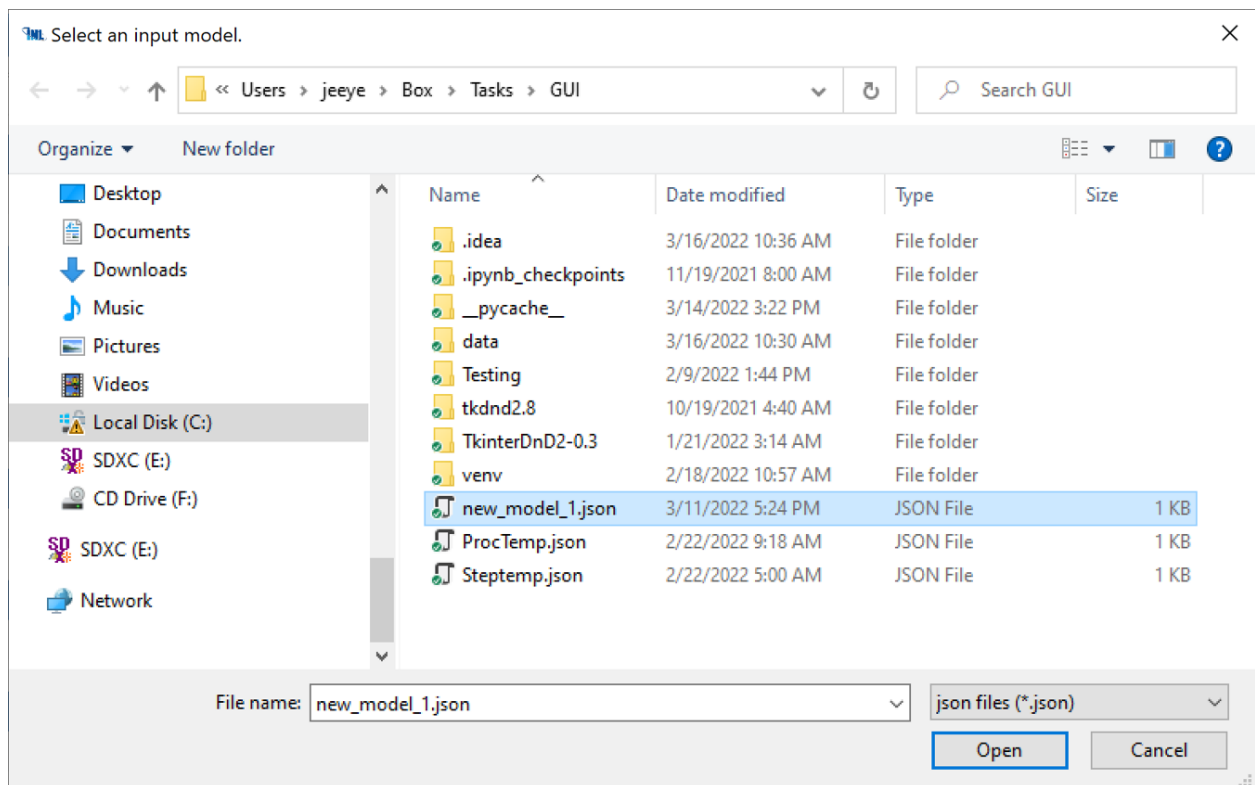 INL Select an input model.
« Users > jeeye > Box > Tasks > GUI Search GUI
Organize New folder
Name Date modified Type Size
Desktop
Documents
Downloads
Music
Pictures
Videos
Local Disk (C:)
SDXC (E:)
CD Drive (F:)
SDXC (E:)
Network
.idea 3/16/2022 10:36 AM File folder
.ipynb_checkpoints 11/19/2021 8:00 AM File folder
__pycache__ 3/14/2022 3:22 PM File folder
data 3/16/2022 10:30 AM File folder
Testing 2/9/2022 1:44 PM File folder
tkdnd2.8 10/19/2021 4:40 AM File folder
TkinterDnD2-0.3 1/21/2022 3:14 AM File folder
venv 2/18/2022 10:57 AM File folder
new_model_1.json 3/11/2022 5:24 PM JSON File 1 KB
ProcTemp.json 2/22/2022 9:18 AM JSON File 1 KB
Steptemp.json 2/22/2022 5:00 AM JSON File 1 KB
File name: new_model_1.json json files (*.json)
Open Cancel